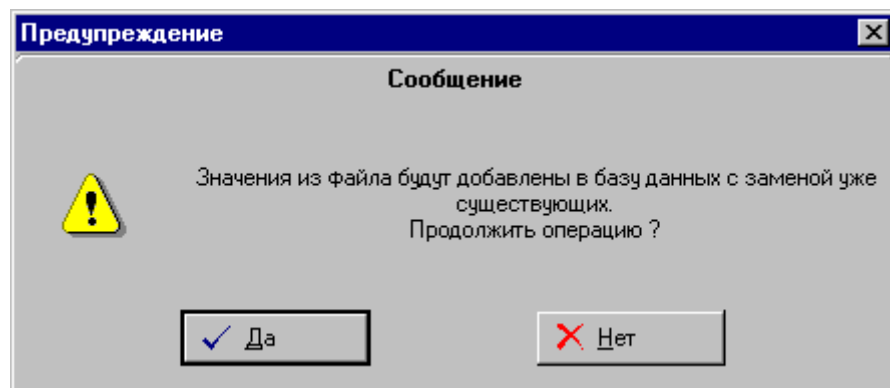 Предупреждение
Сообщение
Значения из файла будут добавлены в базу данных с заменой уже
существующих.
Продолжить операцию ?
Да
Нет